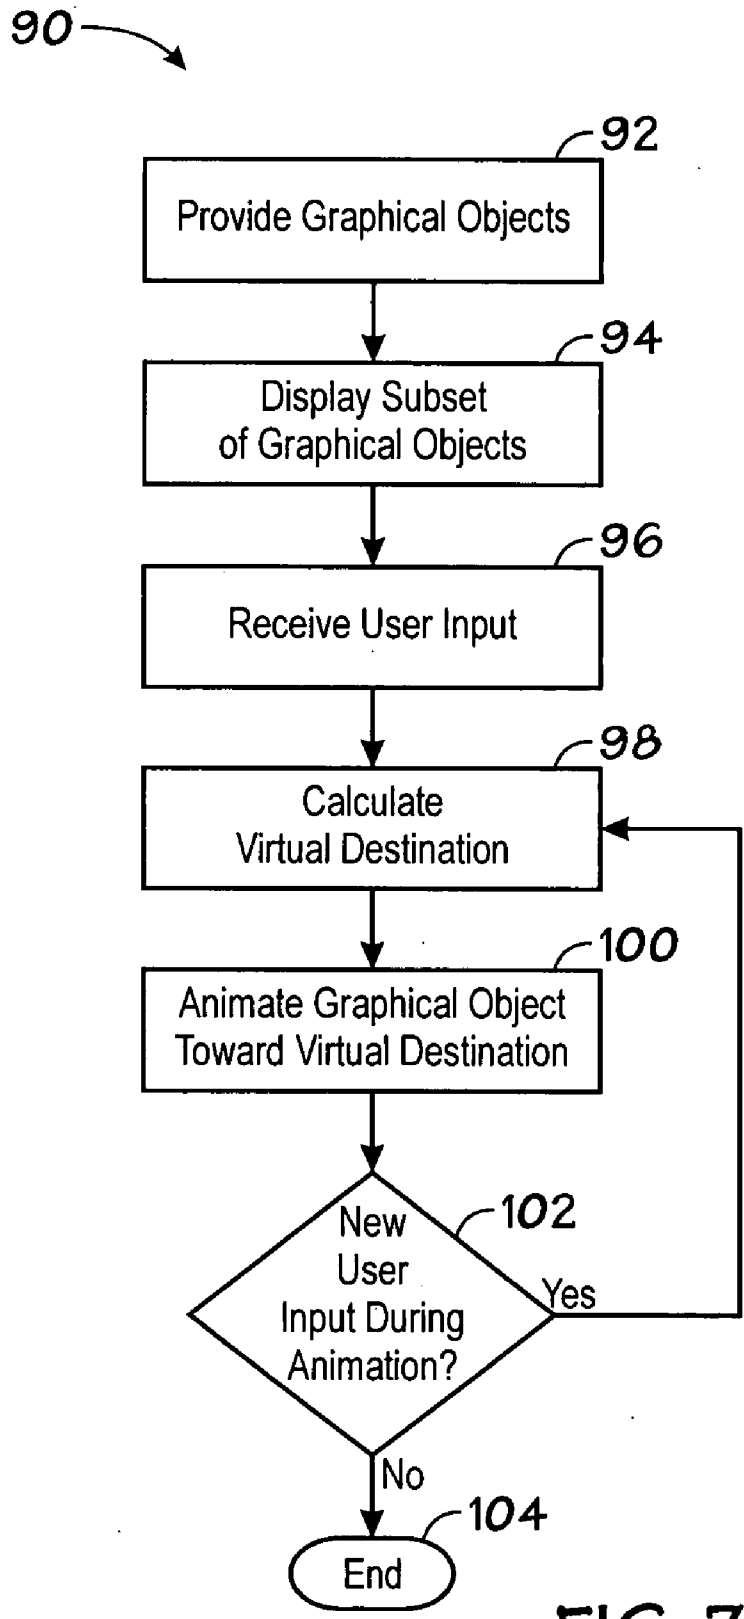 90
92
Provide Graphical Objects
94
Display Subset
of Graphical Objects
96
Receive User Input
98
Calculate
Virtual Destination
100
Animate Graphical Object
Toward Virtual Destination
102
New
User
Input During
Animation?
Yes
No
104
End
FIG. 7